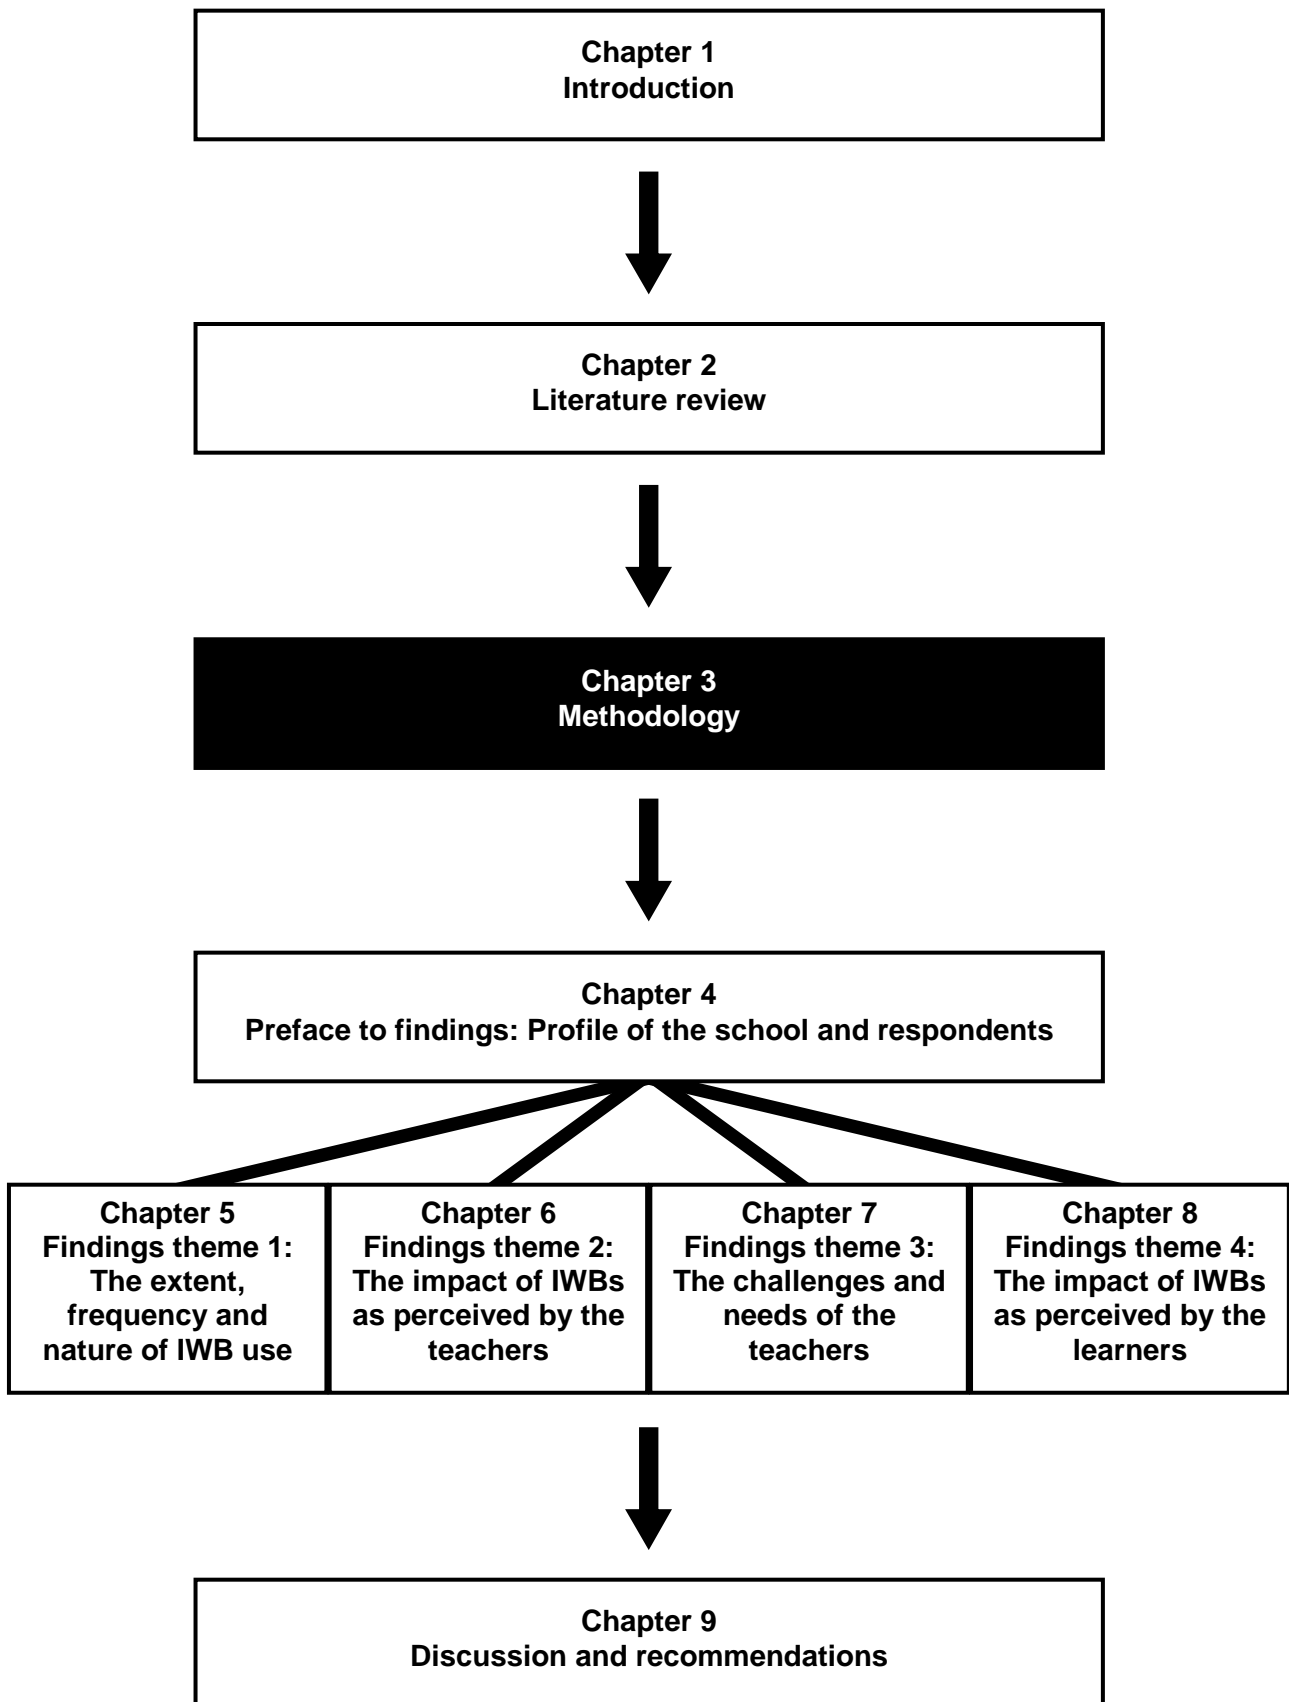 Chapter 1
Introduction
Chapter 2
Literature review
Chapter 3
Methodology
Chapter 4
Preface to findings: Profile of the school and respondents
Chapter 5
Findings theme 1:
The extent,
frequency and
nature of IWB use
Chapter 6
Findings theme 2:
The impact of IWBs
as perceived by the
teachers
Chapter 7
Findings theme 3:
The challenges and
needs of the
teachers
Chapter 8
Findings theme 4:
The impact of IWBs
as perceived by the
learners
Chapter 9
Discussion and recommendations